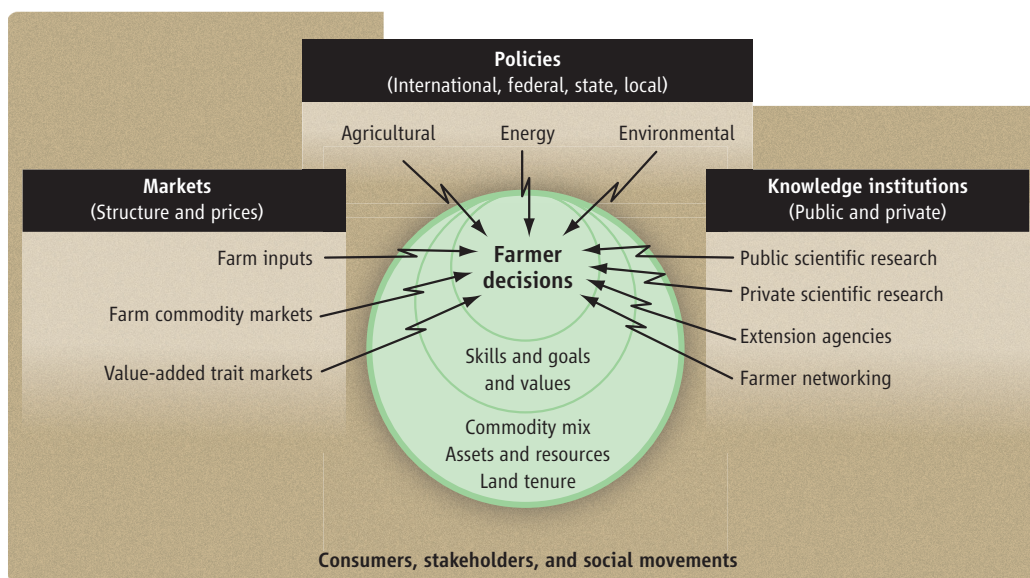 Policies
(International, federal, state, local)
Agricultural
Energy
Environmental
Markets
(Structure and prices)
Farm inputs
Farm commodity markets
Value-added trait markets
Knowledge institutions
(Public and private)
Public scientific research
Private scientific research
Extension agencies
Farmer networking
Farmer
decisions
Skills and goals
and values
Commodity mix
Assets and resources
Land tenure
Consumers, stakeholders, and social movements